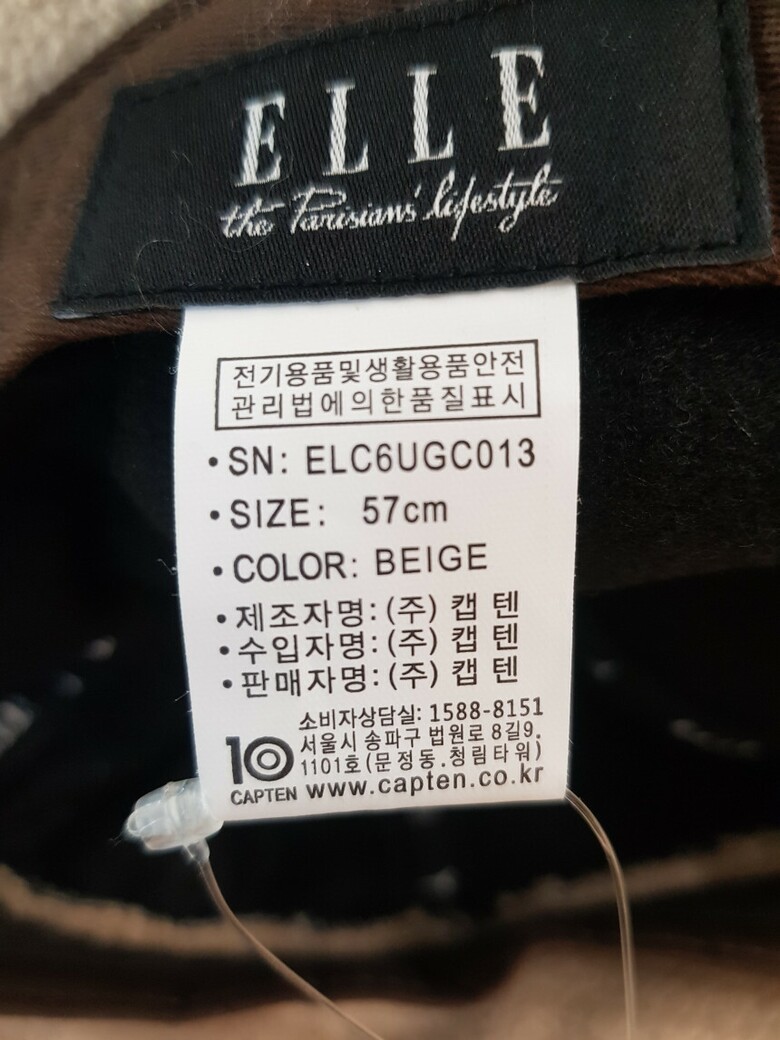 ELLE
the Parisians' lifestyle
전기용품및생활용품안전
관리법에의한품질표시
•SN: ELC6UGC013
•SIZE: 57cm
•COLOR: BEIGE
•제조자명:(주) 캡 텐
•수입자명:(주) 캡 텐
•판매자명:(주) 캡 텐
소비자상담실: 1588-8151
서울시 송파구 법원로 8길9.
1101호(문정동.청림타워)
10
CAPTEN www.capten.co.kr